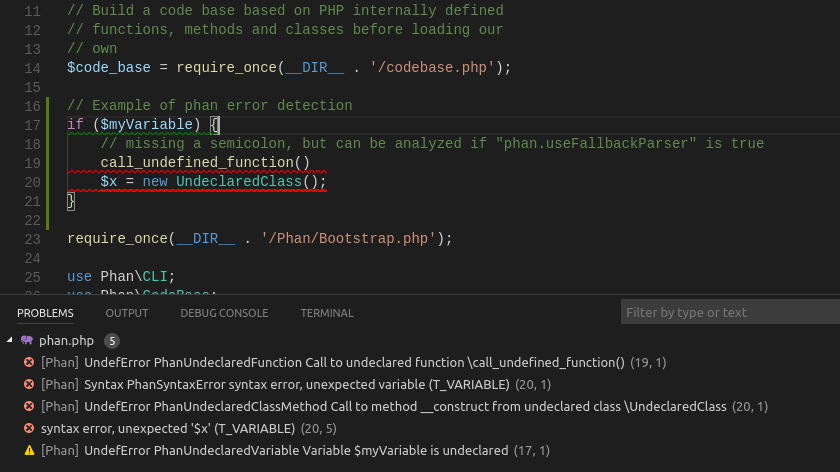 11 // Build a code base based on PHP internally defined
12 // functions, methods and classes before loading our
13 // own
14 $code_base = require_once(__DIR__ . '/codebase.php');
15
16 // Example of phan error detection
17 if ($myVariable) {
18 // missing a semicolon, but can be analyzed if "phan.useFallbackParser" is true
19 call_undefined_function()
20 $x = new UndeclaredClass();
21 }
22
23 require_once(__DIR__ . '/Phan/Bootstrap.php');
24
25 use Phan\CLI;
26 use Phan\CodeBase;
PROBLEMS OUTPUT DEBUG CONSOLE TERMINAL Filter by type or text
phan.php 5
[Phan] UndefError PhanUndeclaredFunction Call to undeclared function \call_undefined_function() (19, 1)
[Phan] Syntax PhanSyntaxError syntax error, unexpected variable (T_VARIABLE) (20, 1)
[Phan] UndefError PhanUndeclaredClassMethod Call to method __construct from undeclared class \UndeclaredClass (20, 1)
syntax error, unexpected '$x' (T_VARIABLE) (20, 5)
[Phan] UndefError PhanUndeclaredVariable Variable $myVariable is undeclared (17, 1)